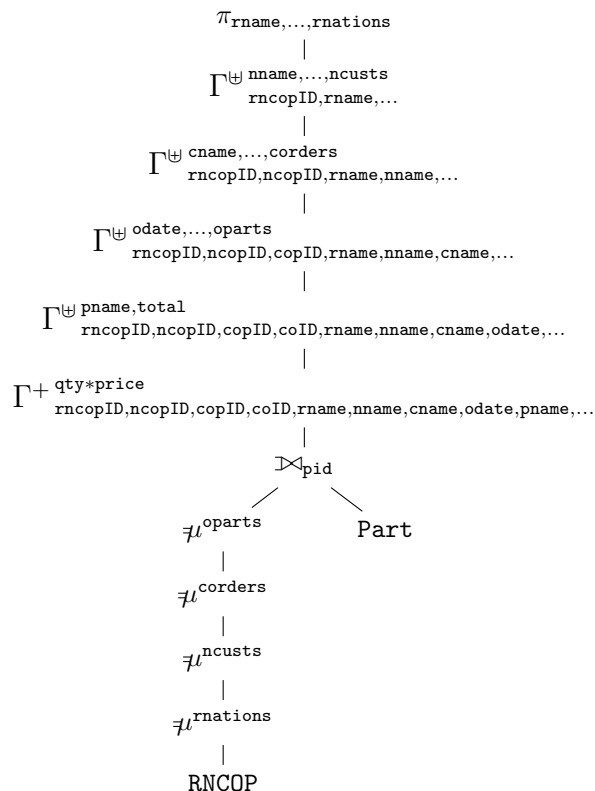 π rname,...,rnations
Γ⊎ nname,...,ncusts
rncopID,rname,...
Γ⊎ cname,...,corders
rncopID,ncopID,rname,nname,...
Γ⊎ odate,...,oparts
rncopID,ncopID,copID,rname,nname,cname,...
Γ⊎ pname,total
rncopID,ncopID,copID,coID,rname,nname,cname,odate,...
Γ+ qty*price
rncopID,ncopID,copID,coID,rname,nname,cname,odate,pname,...
⟕ pid
=μ oparts Part
=μ corders
=μ ncusts
=μ rnations
RNCOP